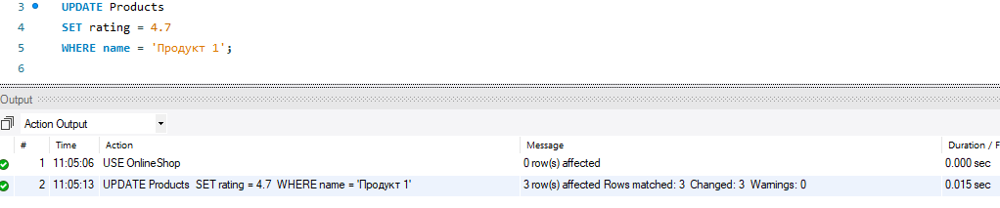 3 UPDATE Products
4 SET rating = 4.7
5 WHERE name = 'Продукт 1';
6
Output
Action Output
# Time Action Message Duration / F
1 11:05:06 USE OnlineShop 0 row(s) affected 0.000 sec
2 11:05:13 UPDATE Products SET rating = 4.7 WHERE name = 'Продукт 1' 3 row(s) affected Rows matched: 3 Changed: 3 Warnings: 0 0.015 sec